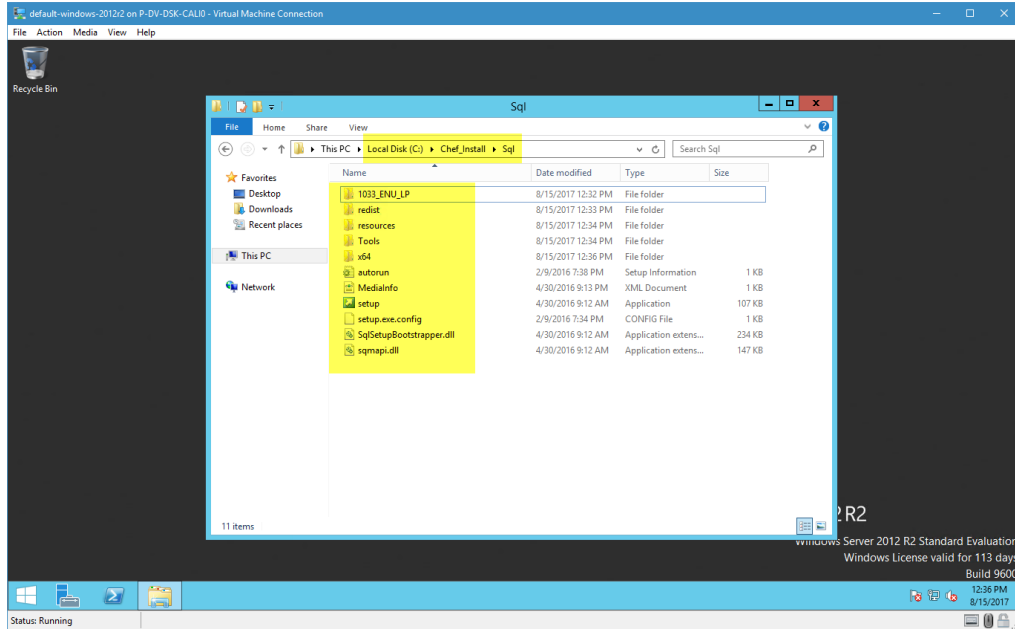 default-windows-2012r2 on P-DV-DSK-CALI0 - Virtual Machine Connection
File Action Media View Help
Recycle Bin
Sql
File Home Share View
This PC Local Disk (C:) Chef_Install Sql Search Sql
Name Date modified Type Size
Favorites
Desktop
Downloads
Recent places
This PC
Network
1033_ENU_LP 8/15/2017 12:32 PM File folder
redist 8/15/2017 12:33 PM File folder
resources 8/15/2017 12:34 PM File folder
Tools 8/15/2017 12:34 PM File folder
x64 8/15/2017 12:36 PM File folder
autorun 2/9/2016 7:38 PM Setup Information 1 KB
MediaInfo 4/30/2016 9:13 PM XML Document 1 KB
setup 4/30/2016 9:12 AM Application 107 KB
setup.exe.config 2/9/2016 7:34 PM CONFIG File 1 KB
SqlSetupBootstrapper.dll 4/30/2016 9:12 AM Application extens... 234 KB
sqmapi.dll 4/30/2016 9:12 AM Application extens... 147 KB
11 items
2 R2
Windows Server 2012 R2 Standard Evaluation
Windows License valid for 113 days
Build 9600
12:36 PM
8/15/2017
Status: Running